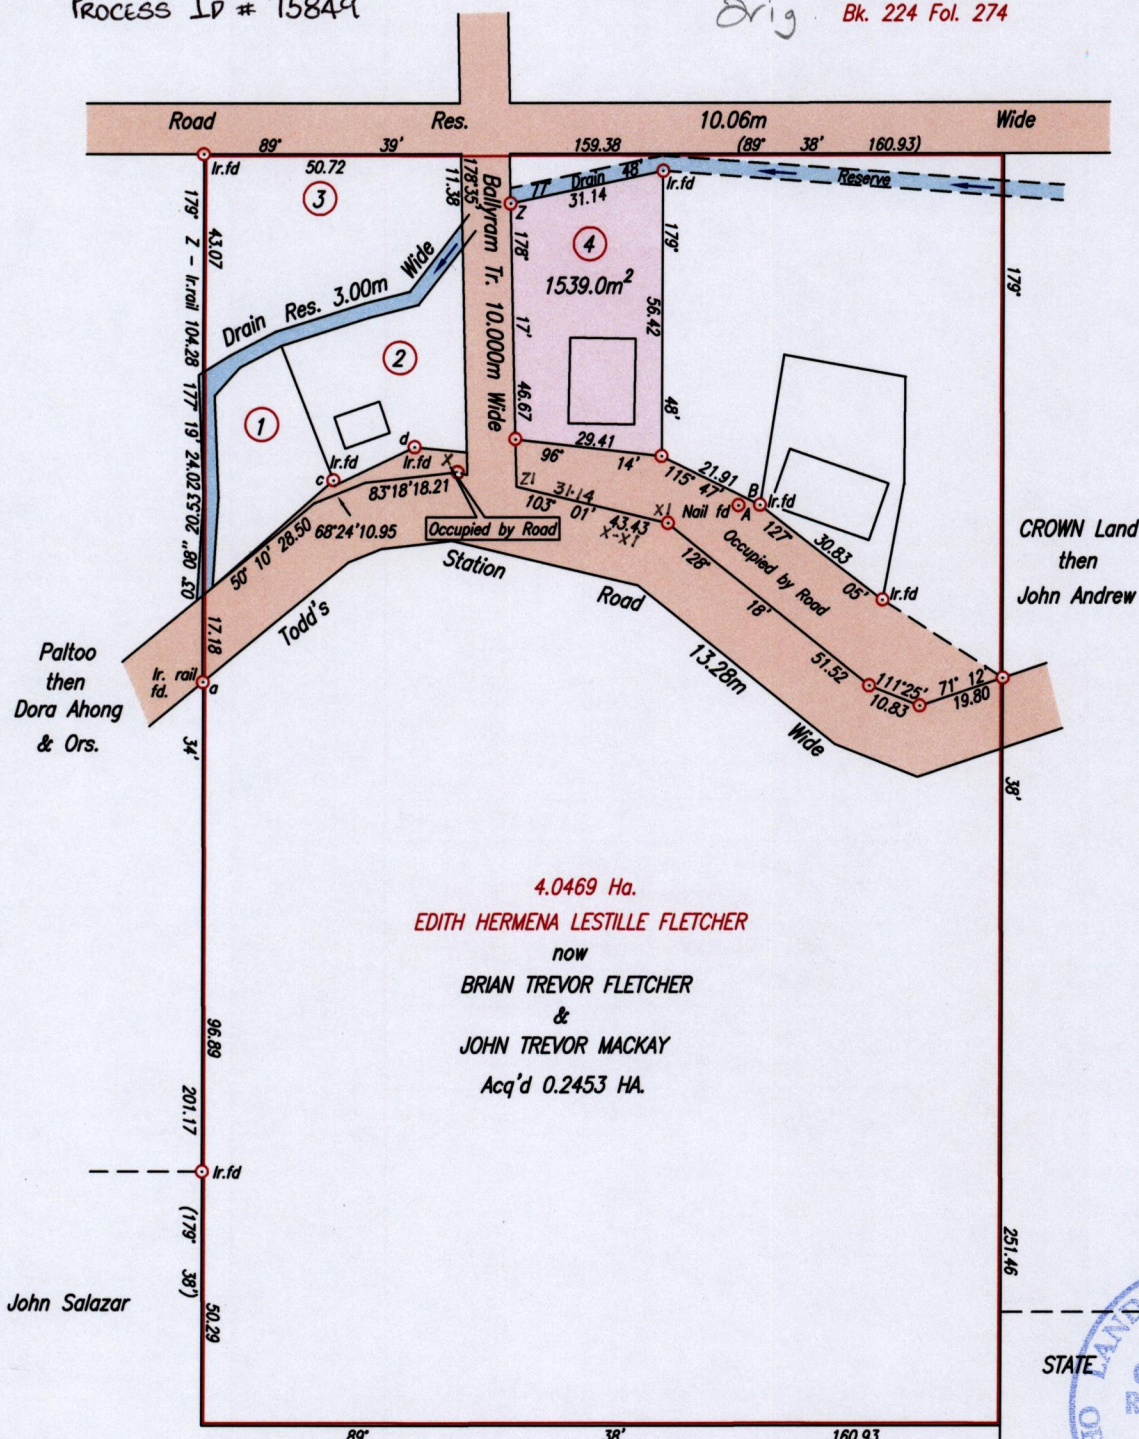 PROCESS ID # 15849
Orig
Bk. 224 Fol. 274
Road Res. 10.06m Wide
89° 39' 159.38 (89° 38' 160.93)
Ir.fd 50.72
3
11.38
178°35'
Ballyram Tr. 10.000m Wide
77° Drain 48'
31.14
Ir.fd
Reserve
Z
4
1539.0m²
178° 17' 46.67
179° 56.42 48'
179° Z - Ir.rail 104.28 177° 19' 24.02
43.07
Drain Res. 3.00m Wide
2
1
d
Ir.fd
c
Ir.fd
X
83°18'18.21
68°24'10.95
50° 10' 28.50
Occupied by Road
29.41
96° 14'
21.91
115° 47'
B
Ir.fd
Nail fd A
Z1 31.14
103° 01'
43.43
X-X1
X1
127° 30.83 05'
Ir.fd
Occupied by Road
128° 18' 51.52
111°25'
10.83
71° 12'
19.80
Todd's Station Road 13.28m Wide
179°
CROWN Land
then
John Andrew
Paltoo
then
Dora Ahong
& Ors.
17.18
Ir. rail
fd.
a
34'
38'
4.0469 Ha.
EDITH HERMENA LESTILLE FLETCHER
now
BRIAN TREVOR FLETCHER
&
JOHN TREVOR MACKAY
Acq'd 0.2453 HA.
96.89
201.17
Ir.fd
(179° 38')
50.29
251.46
John Salazar
STATE
LAND
89° 38' 160.93